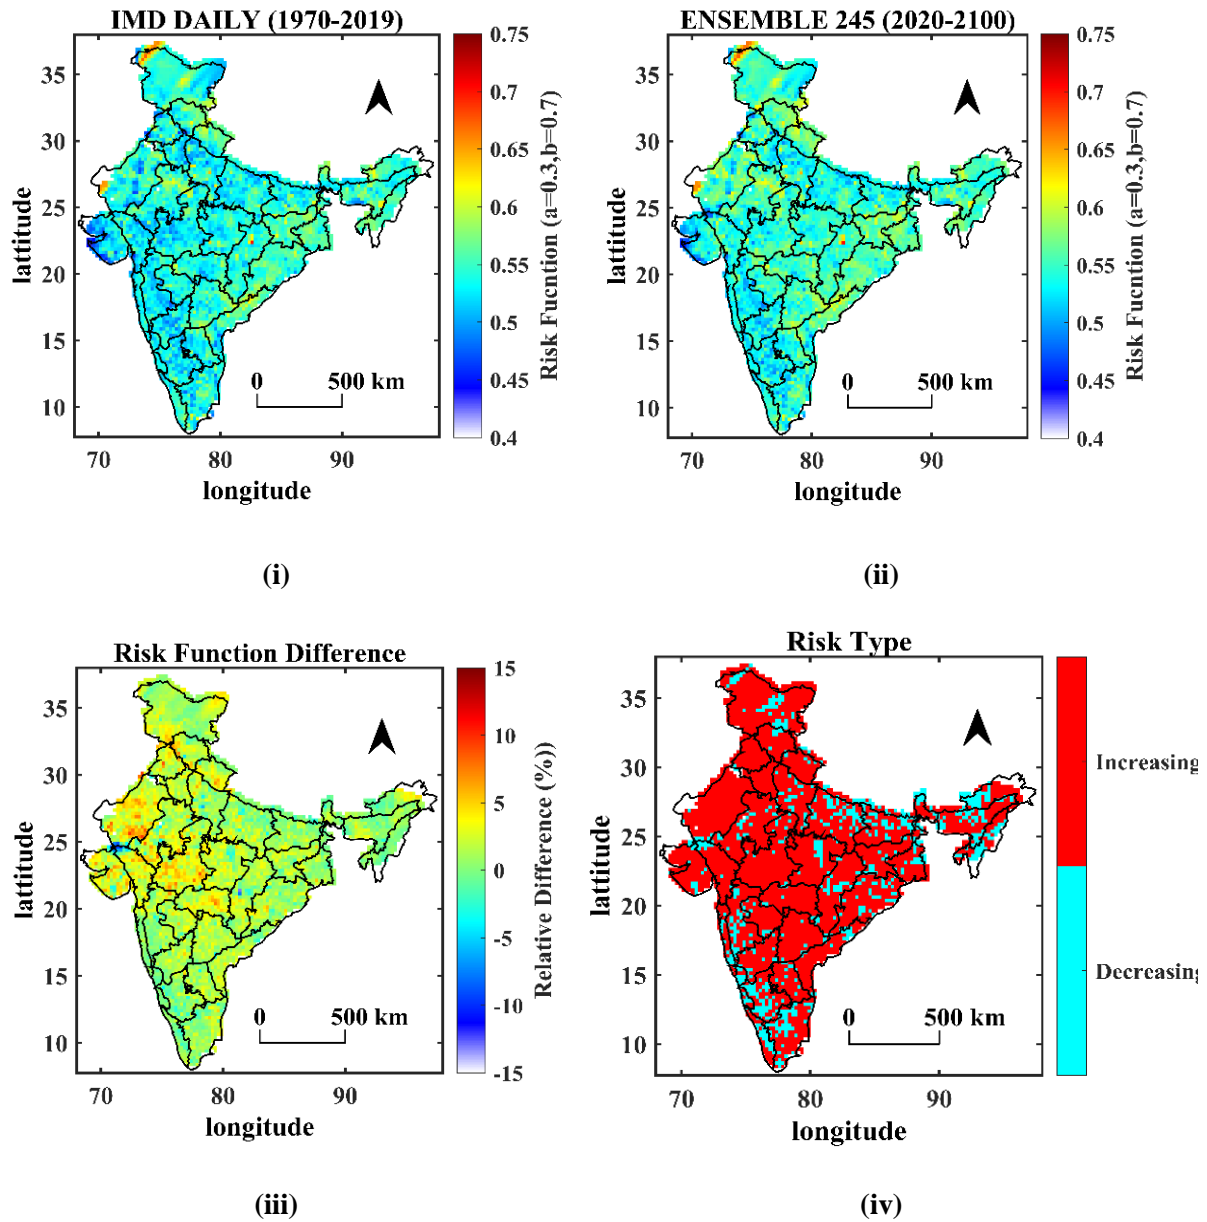 IMD DAILY (1970-2019)
35
30
25
20
15
10
lattitude
70
80
90
longitude
0
500 km
0.75
0.7
0.65
0.6
0.55
0.5
0.45
0.4
Risk Fucntion (a=0.3,b=0.7)
(i)
ENSEMBLE 245 (2020-2100)
35
30
25
20
15
10
lattitude
70
80
90
longitude
0
500 km
0.75
0.7
0.65
0.6
0.55
0.5
0.45
0.4
Risk Fucntion (a=0.3,b=0.7)
(ii)
Risk Function Difference
35
30
25
20
15
10
lattitude
70
80
90
longitude
0
500 km
15
10
5
0
-5
-10
-15
Relative Difference (%))
(iii)
Risk Type
35
30
25
20
15
10
lattitude
70
80
90
longitude
0
500 km
Increasing
Decreasing
(iv)